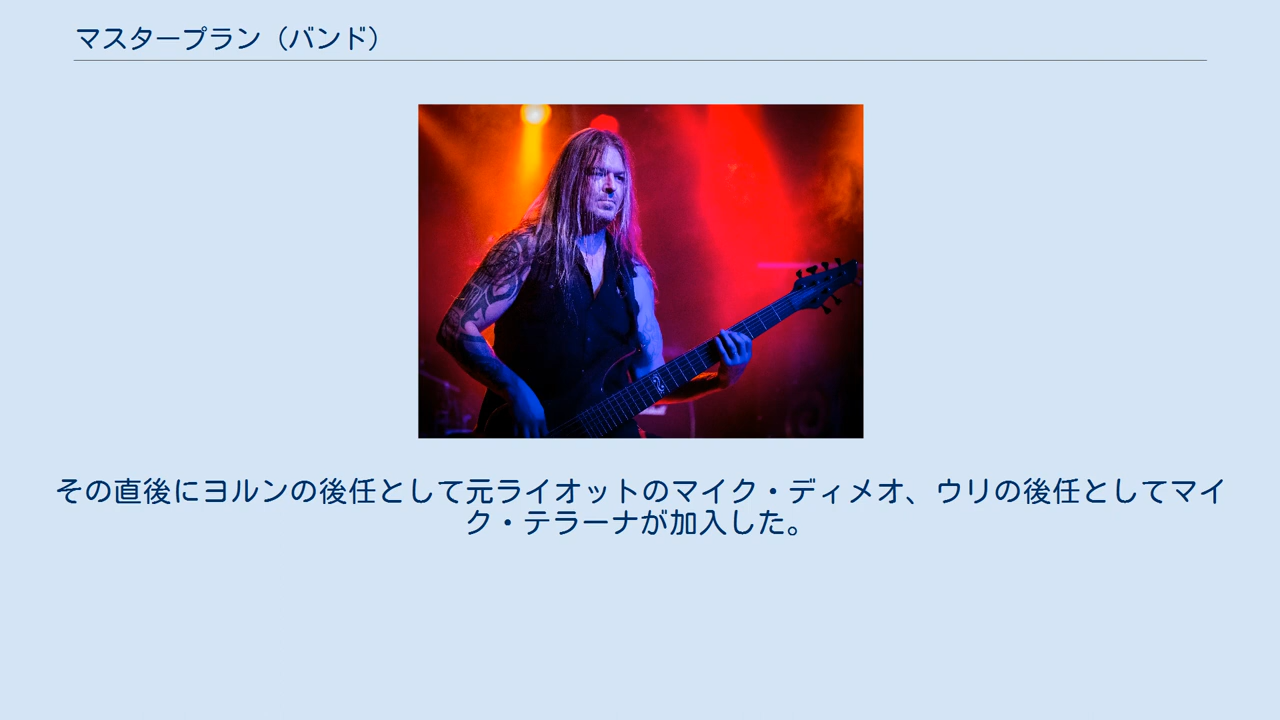 マスタープラン（バンド）
その直後にヨルンの後任として元ライオットのマイク・ディメオ、ウリの後任としてマイ
ク・テラーナが加入した。